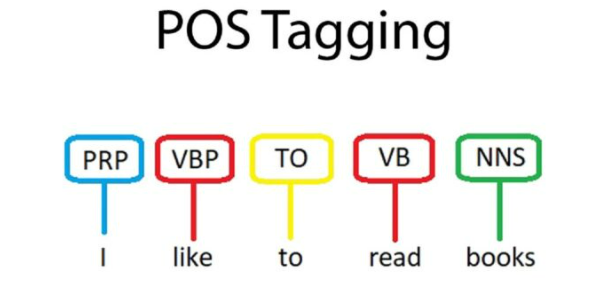 POS Tagging
PRP VBP TO VB NNS
I like to read books